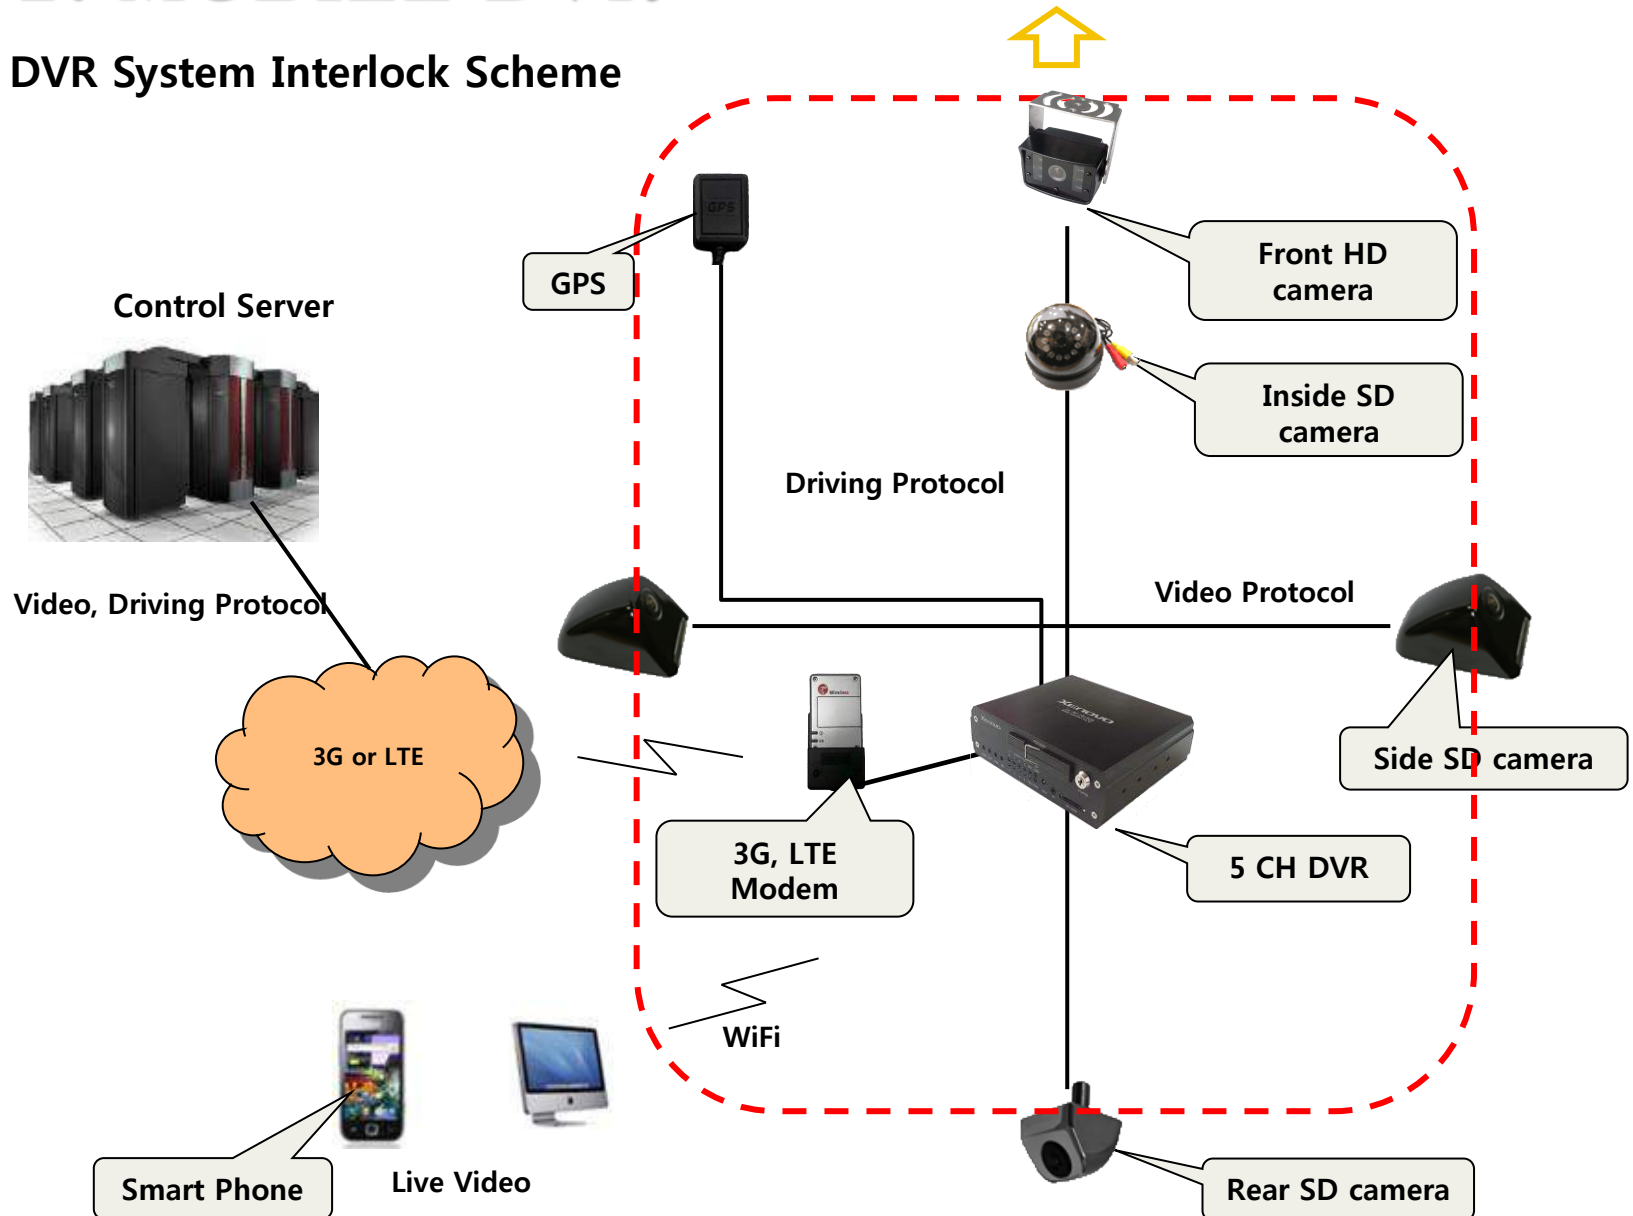 DVR System Interlock Scheme
GPS
GPS
Front HD
camera
Control Server
Inside SD
camera
Driving Protocol
Video Protocol
Video, Driving Protocol
Xenovo
3G or LTE
Side SD camera
3G, LTE
Modem
5 CH DVR
WiFi
Smart Phone
Live Video
Rear SD camera